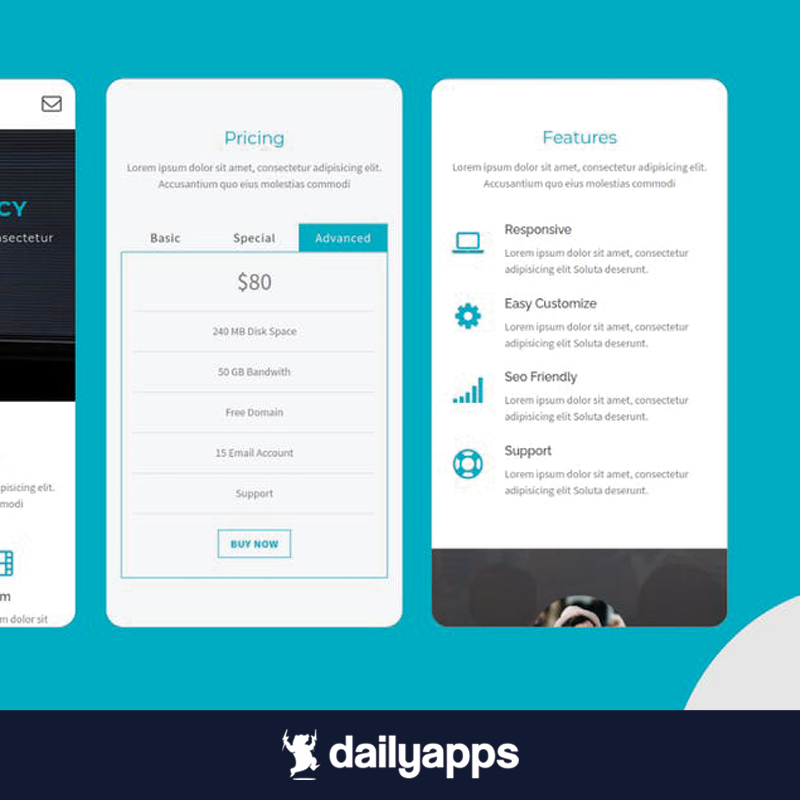 CY
nsectetur
pisicing elit.
modi
m
m dolor sit
Pricing
Lorem ipsum dolor sit amet, consectetur adipisicing elit.
Accusantium quo eius molestias commodi
Basic Special Advanced
$80
240 MB Disk Space
50 GB Bandwith
Free Domain
15 Email Account
Support
BUY NOW
Features
Lorem ipsum dolor sit amet, consectetur adipisicing elit.
Accusantium quo eius molestias commodi
Responsive
Lorem ipsum dolor sit amet, consectetur
adipisicing elit Soluta deserunt.
Easy Customize
Lorem ipsum dolor sit amet, consectetur
adipisicing elit Soluta deserunt.
Seo Friendly
Lorem ipsum dolor sit amet, consectetur
adipisicing elit Soluta deserunt.
Support
Lorem ipsum dolor sit amet, consectetur
adipisicing elit Soluta deserunt.
dailyapps